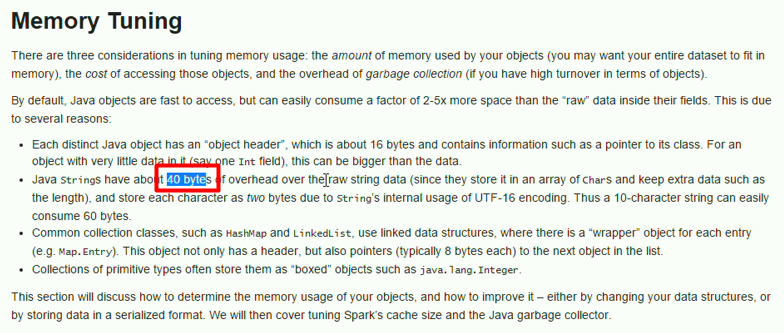 Memory Tuning
There are three considerations in tuning memory usage: the amount of memory used by your objects (you may want your entire dataset to fit in
memory), the cost of accessing those objects, and the overhead of garbage collection (if you have high turnover in terms of objects).
By default, Java objects are fast to access, but can easily consume a factor of 2-5x more space than the “raw” data inside their fields. This is due
to several reasons:
• Each distinct Java object has an “object header”, which is about 16 bytes and contains information such as a pointer to its class. For an
object with very little data in it (say one Int field), this can be bigger than the data.
• Java Strings have about 40 bytes of overhead over the raw string data (since they store it in an array of Chars and keep extra data such as
the length), and store each character as two bytes due to String’s internal usage of UTF-16 encoding. Thus a 10-character string can easily
consume 60 bytes.
• Common collection classes, such as HashMap and LinkedList, use linked data structures, where there is a “wrapper” object for each entry
(e.g. Map.Entry). This object not only has a header, but also pointers (typically 8 bytes each) to the next object in the list.
• Collections of primitive types often store them as “boxed” objects such as java.lang.Integer.
This section will discuss how to determine the memory usage of your objects, and how to improve it – either by changing your data structures, or
by storing data in a serialized format. We will then cover tuning Spark’s cache size and the Java garbage collector.